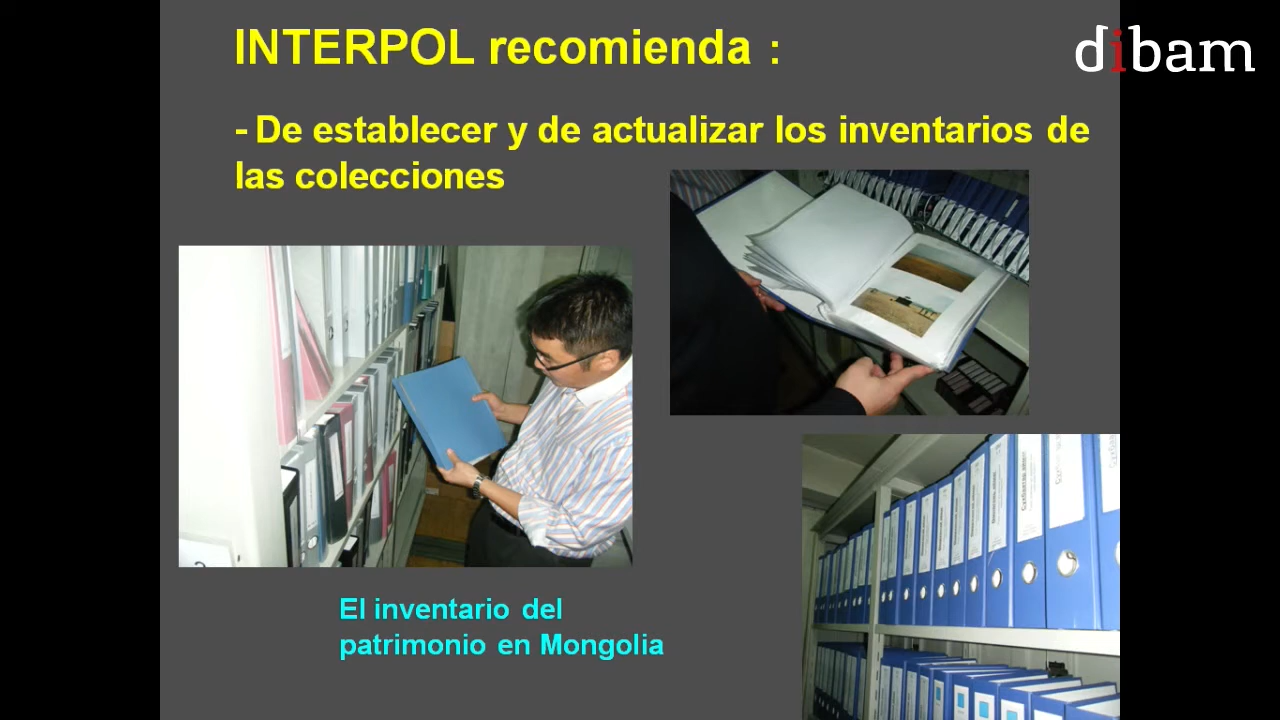 INTERPOL recomienda :
dibam
- De establecer y de actualizar los inventarios de
las colecciones
El inventario del
patrimonio en Mongolia